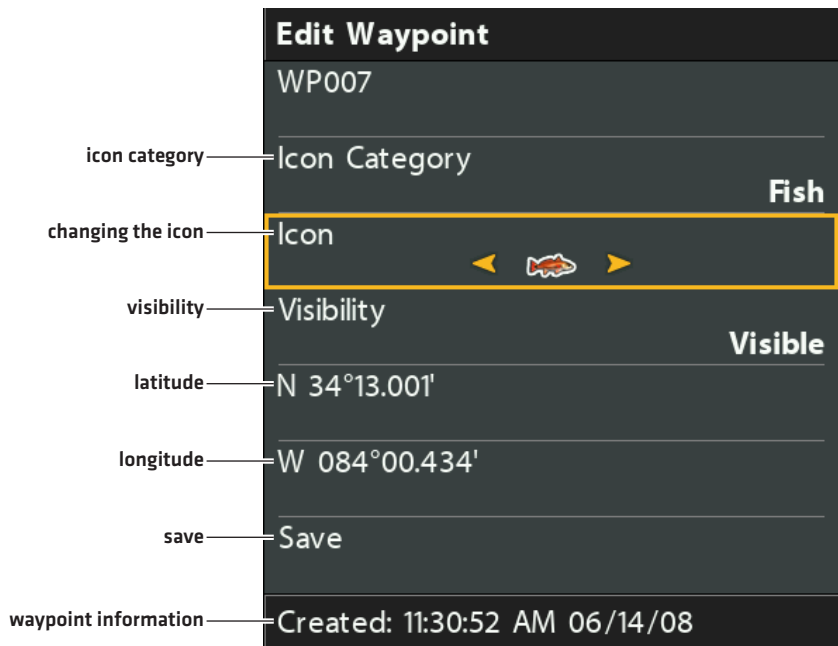 Edit Waypoint
WP007
icon category
Icon Category
Fish
changing the icon
Icon
visibility
Visibility
Visible
latitude
N 34°13.001'
longitude
W 084°00.434'
save
Save
waypoint information
Created: 11:30:52 AM 06/14/08